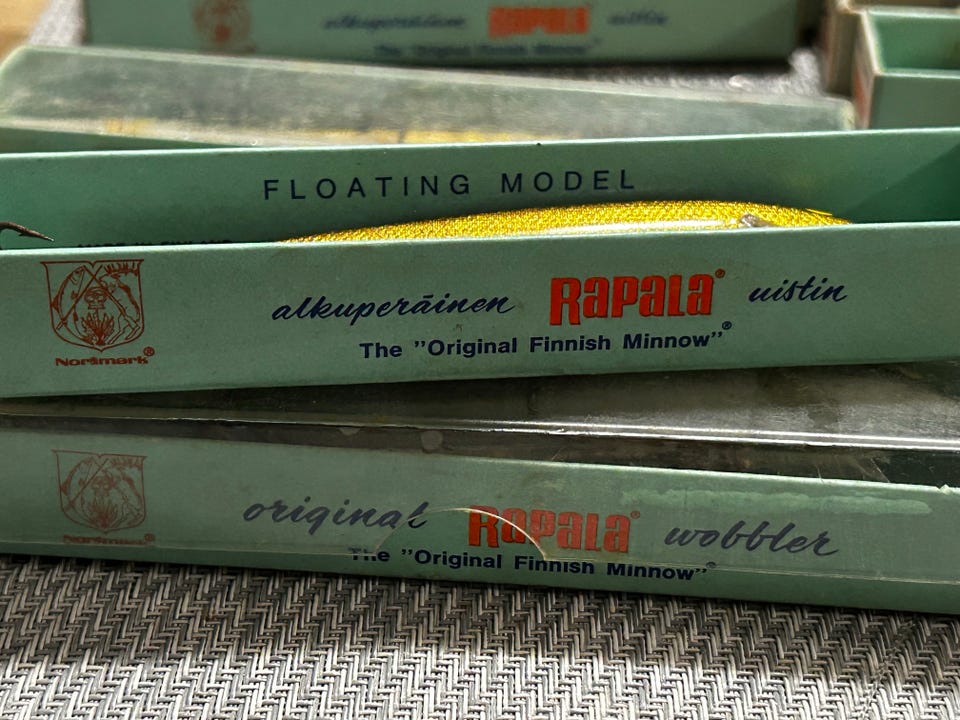 alkuperäinen RAPALA uistin
The "Original Finnish Minnow"
FLOATING MODEL
Normark®
alkuperäinen RAPALA® uistin
The ”Original Finnish Minnow”®
Normark
original RAPALA® wobbler
The ”Original Finnish Minnow”®